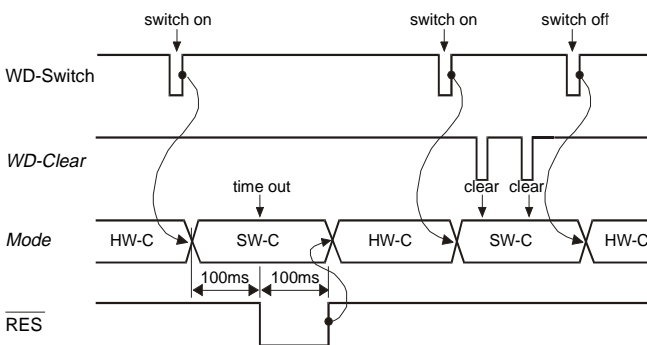 switch on switch on switch off
WD-Switch
WD-Clear
time out clear clear
Mode HW-C SW-C HW-C SW-C HW-C
100ms 100ms
RES